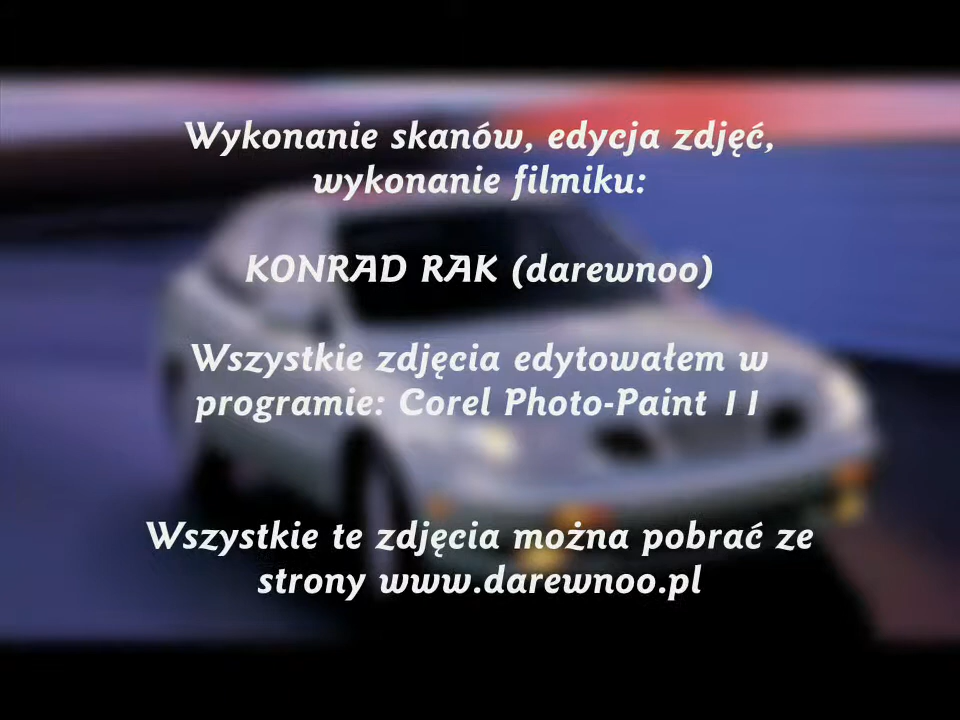 Wykonanie skanów, edycja zdjęć,
wykonanie filmiku:
KONRAD RAK (darewnoo)
Wszystkie zdjęcia edytowałem w
programie: Corel Photo-Paint 11
Wszystkie te zdjęcia można pobrać ze
strony www.darewnoo.pl